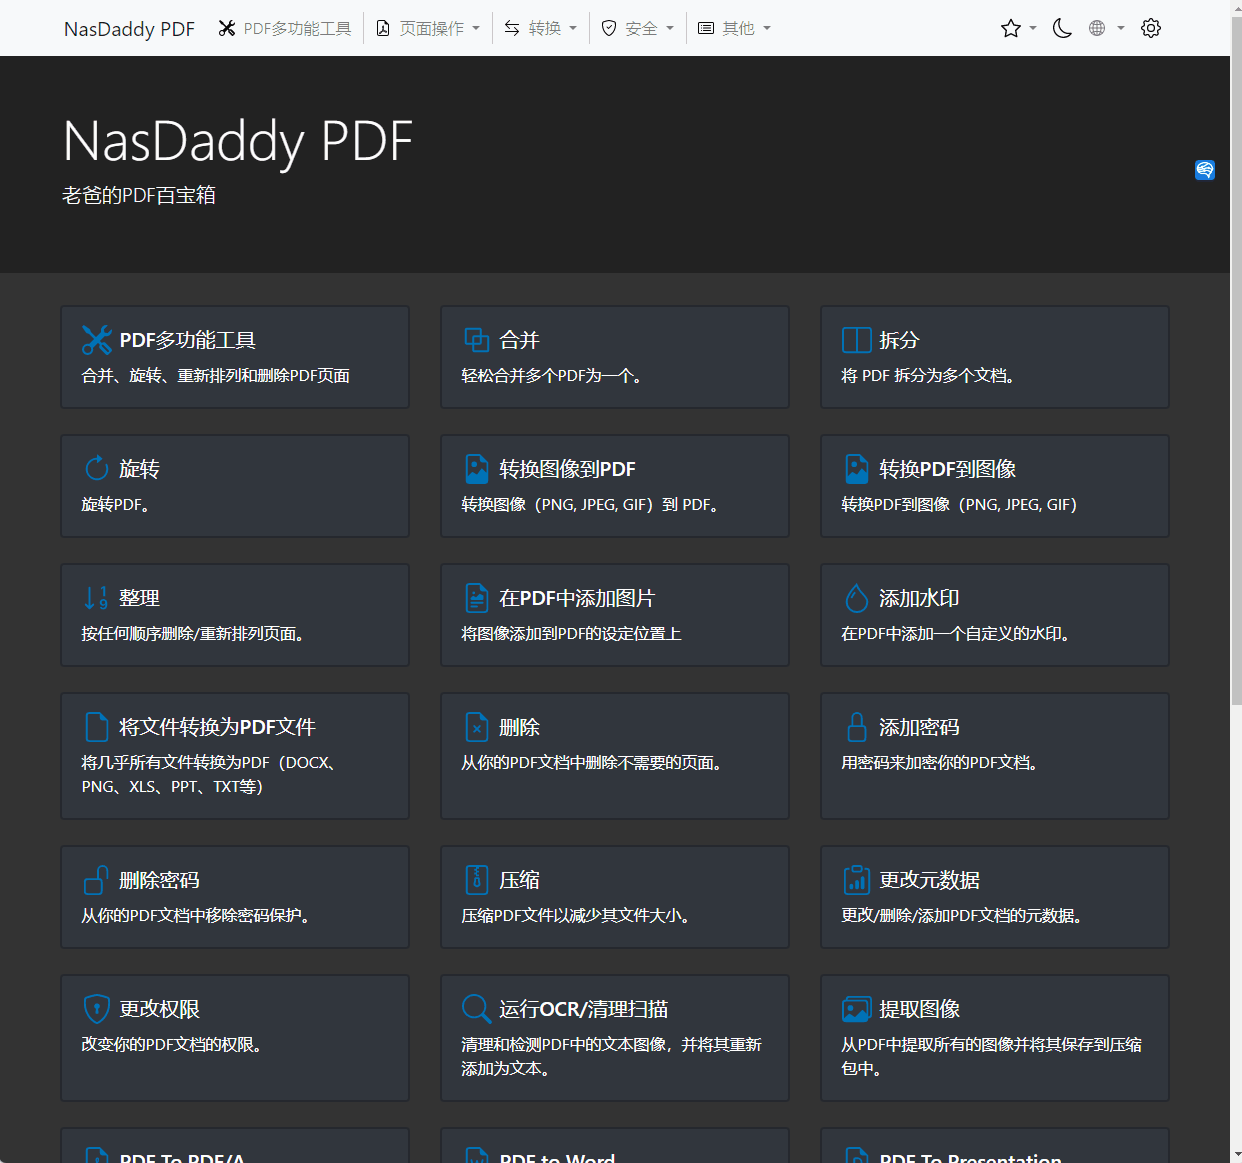 NasDaddy PDF
PDF多功能工具
页面操作
转换
安全
其他
NasDaddy PDF
老爸的PDF百宝箱
PDF多功能工具
合并、旋转、重新排列和删除PDF页面
合并
轻松合并多个PDF为一个。
拆分
将 PDF 拆分为多个文档。
旋转
旋转PDF。
转换图像到PDF
转换图像（PNG, JPEG, GIF）到 PDF。
转换PDF到图像
转换PDF到图像（PNG, JPEG, GIF）
整理
按任何顺序删除/重新排列页面。
在PDF中添加图片
将图像添加到PDF的设定位置上
添加水印
在PDF中添加一个自定义的水印。
将文件转换为PDF文件
将几乎所有文件转换为PDF（DOCX、
PNG、XLS、PPT、TXT等）
删除
从你的PDF文档中删除不需要的页面。
添加密码
用密码来加密你的PDF文档。
删除密码
从你的PDF文档中移除密码保护。
压缩
压缩PDF文件以减少其文件大小。
更改元数据
更改/删除/添加PDF文档的元数据。
更改权限
改变你的PDF文档的权限。
运行OCR/清理扫描
清理和检测PDF中的文本图像，并将其重新
添加为文本。
提取图像
从PDF中提取所有的图像并将其保存到压缩
包中。
PDF To PDF/A
PDF to Word
PDF To Presentation